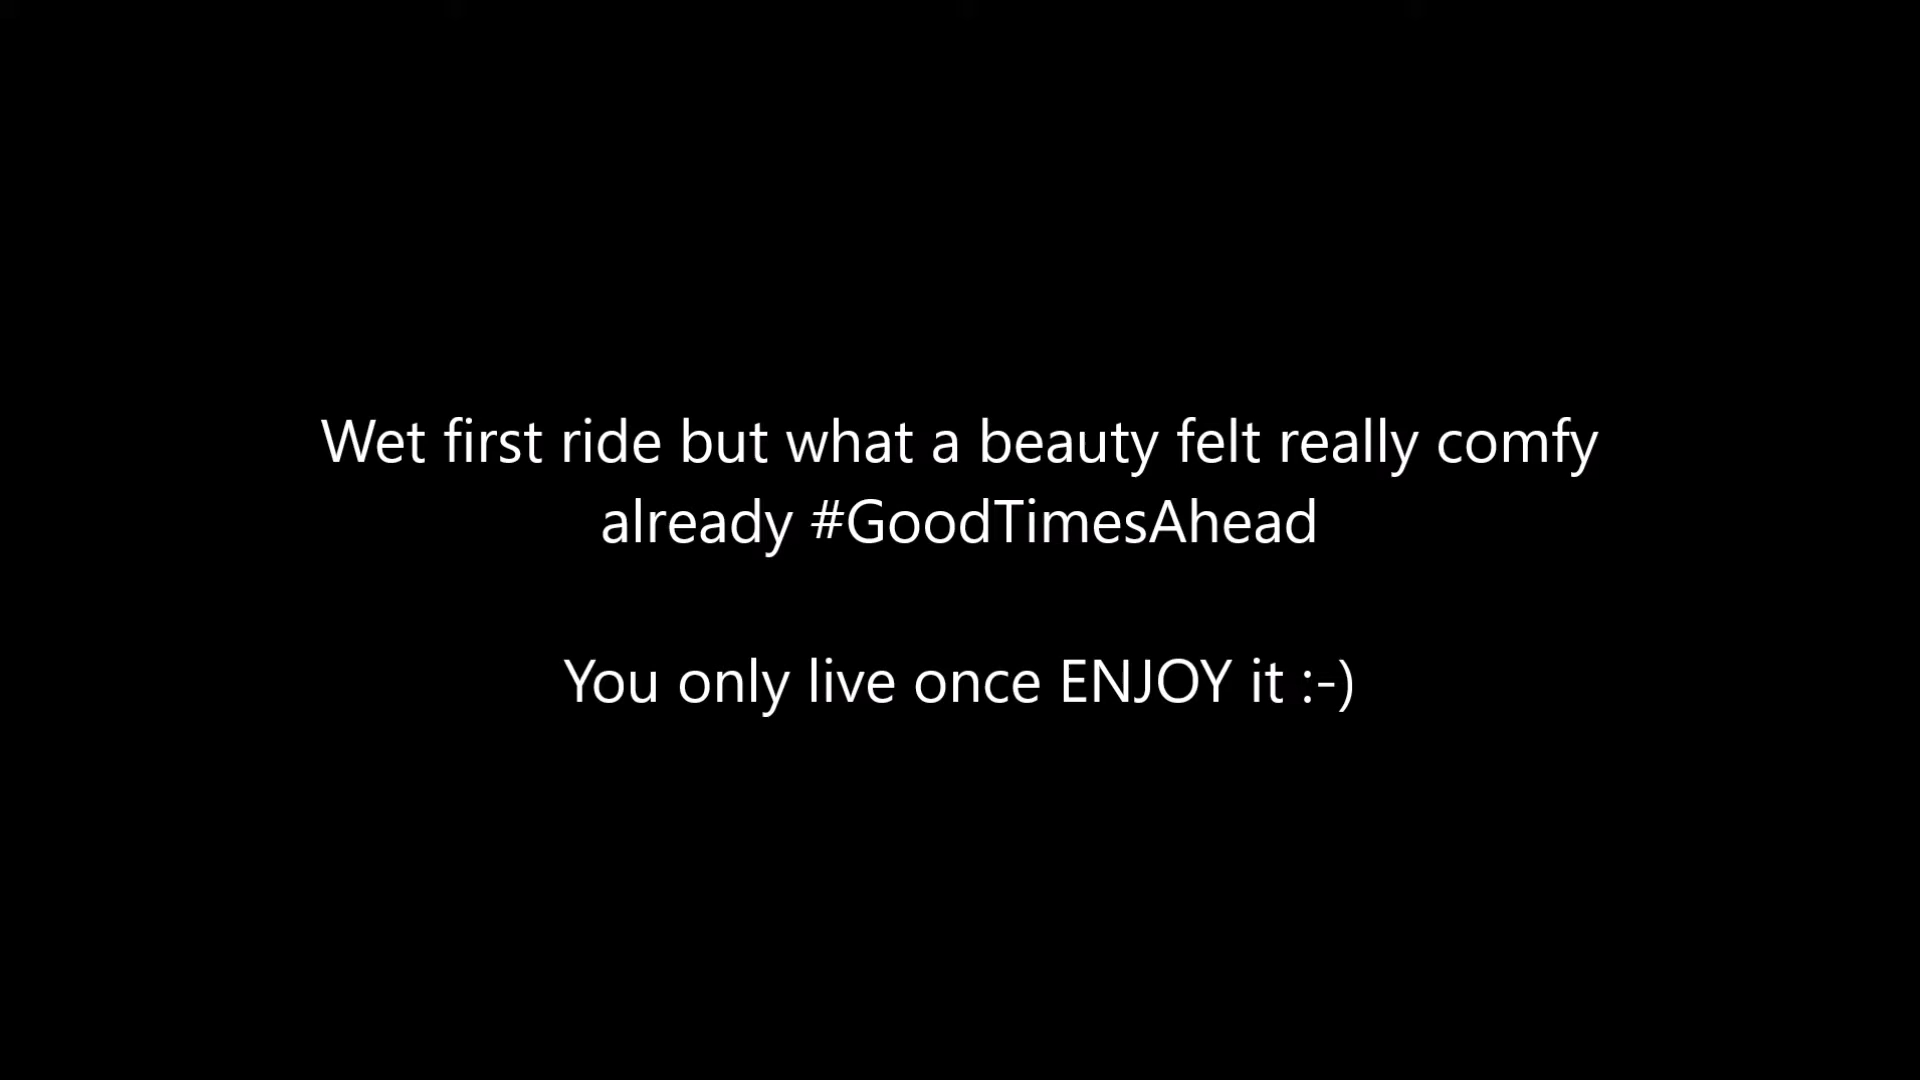 Wet first ride but what a beauty felt really comfy
already #GoodTimesAhead
You only live once ENJOY it :-)